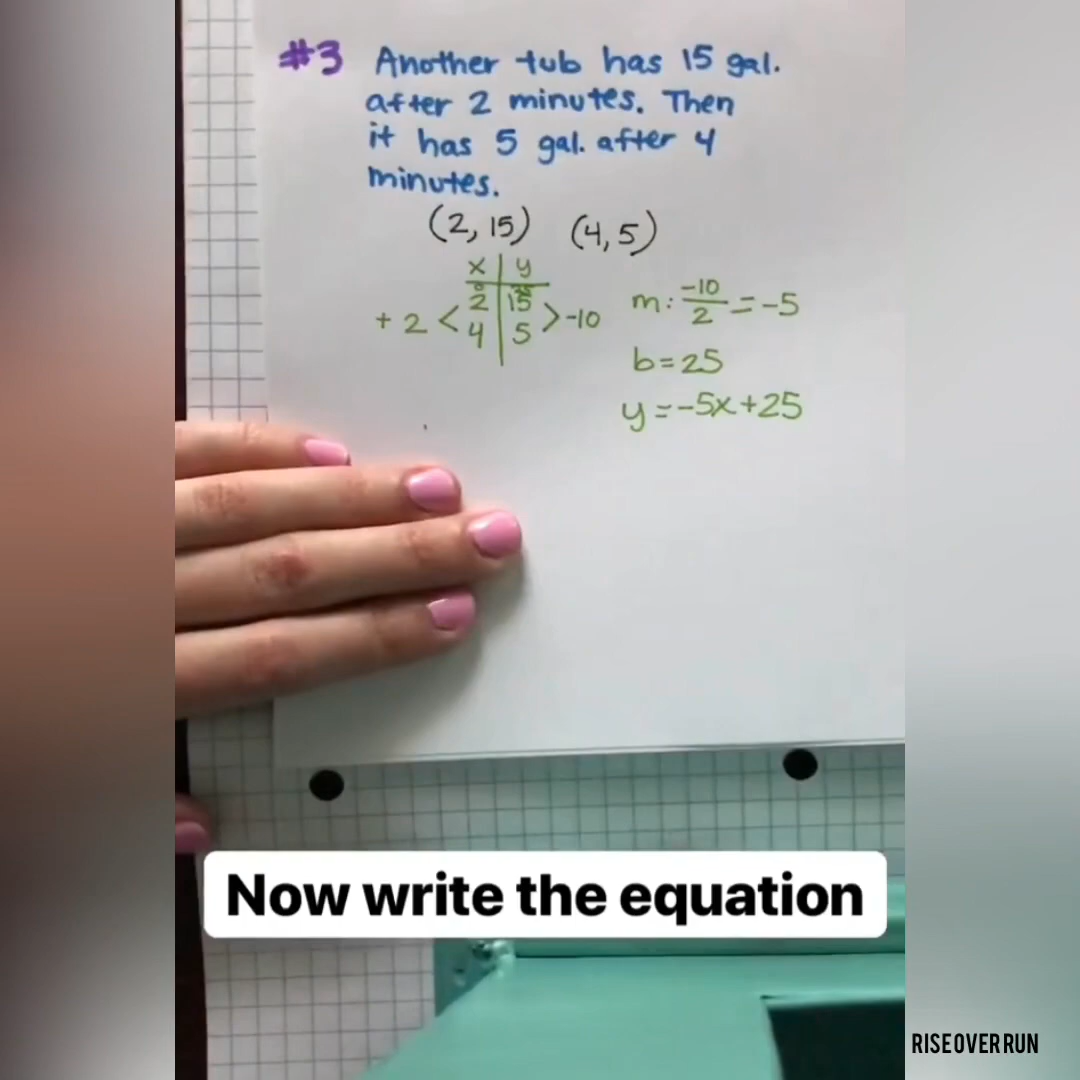 #3 Another tub has 15 gal.
after 2 minutes. Then
it has 5 gal. after 4
minutes.
(2, 15) (4, 5)
x y
0 25
2 15
4 5
+ 2 < > -10
m: -10/2 = -5
b = 25
y = -5x + 25
Now write the equation
RISE OVER RUN